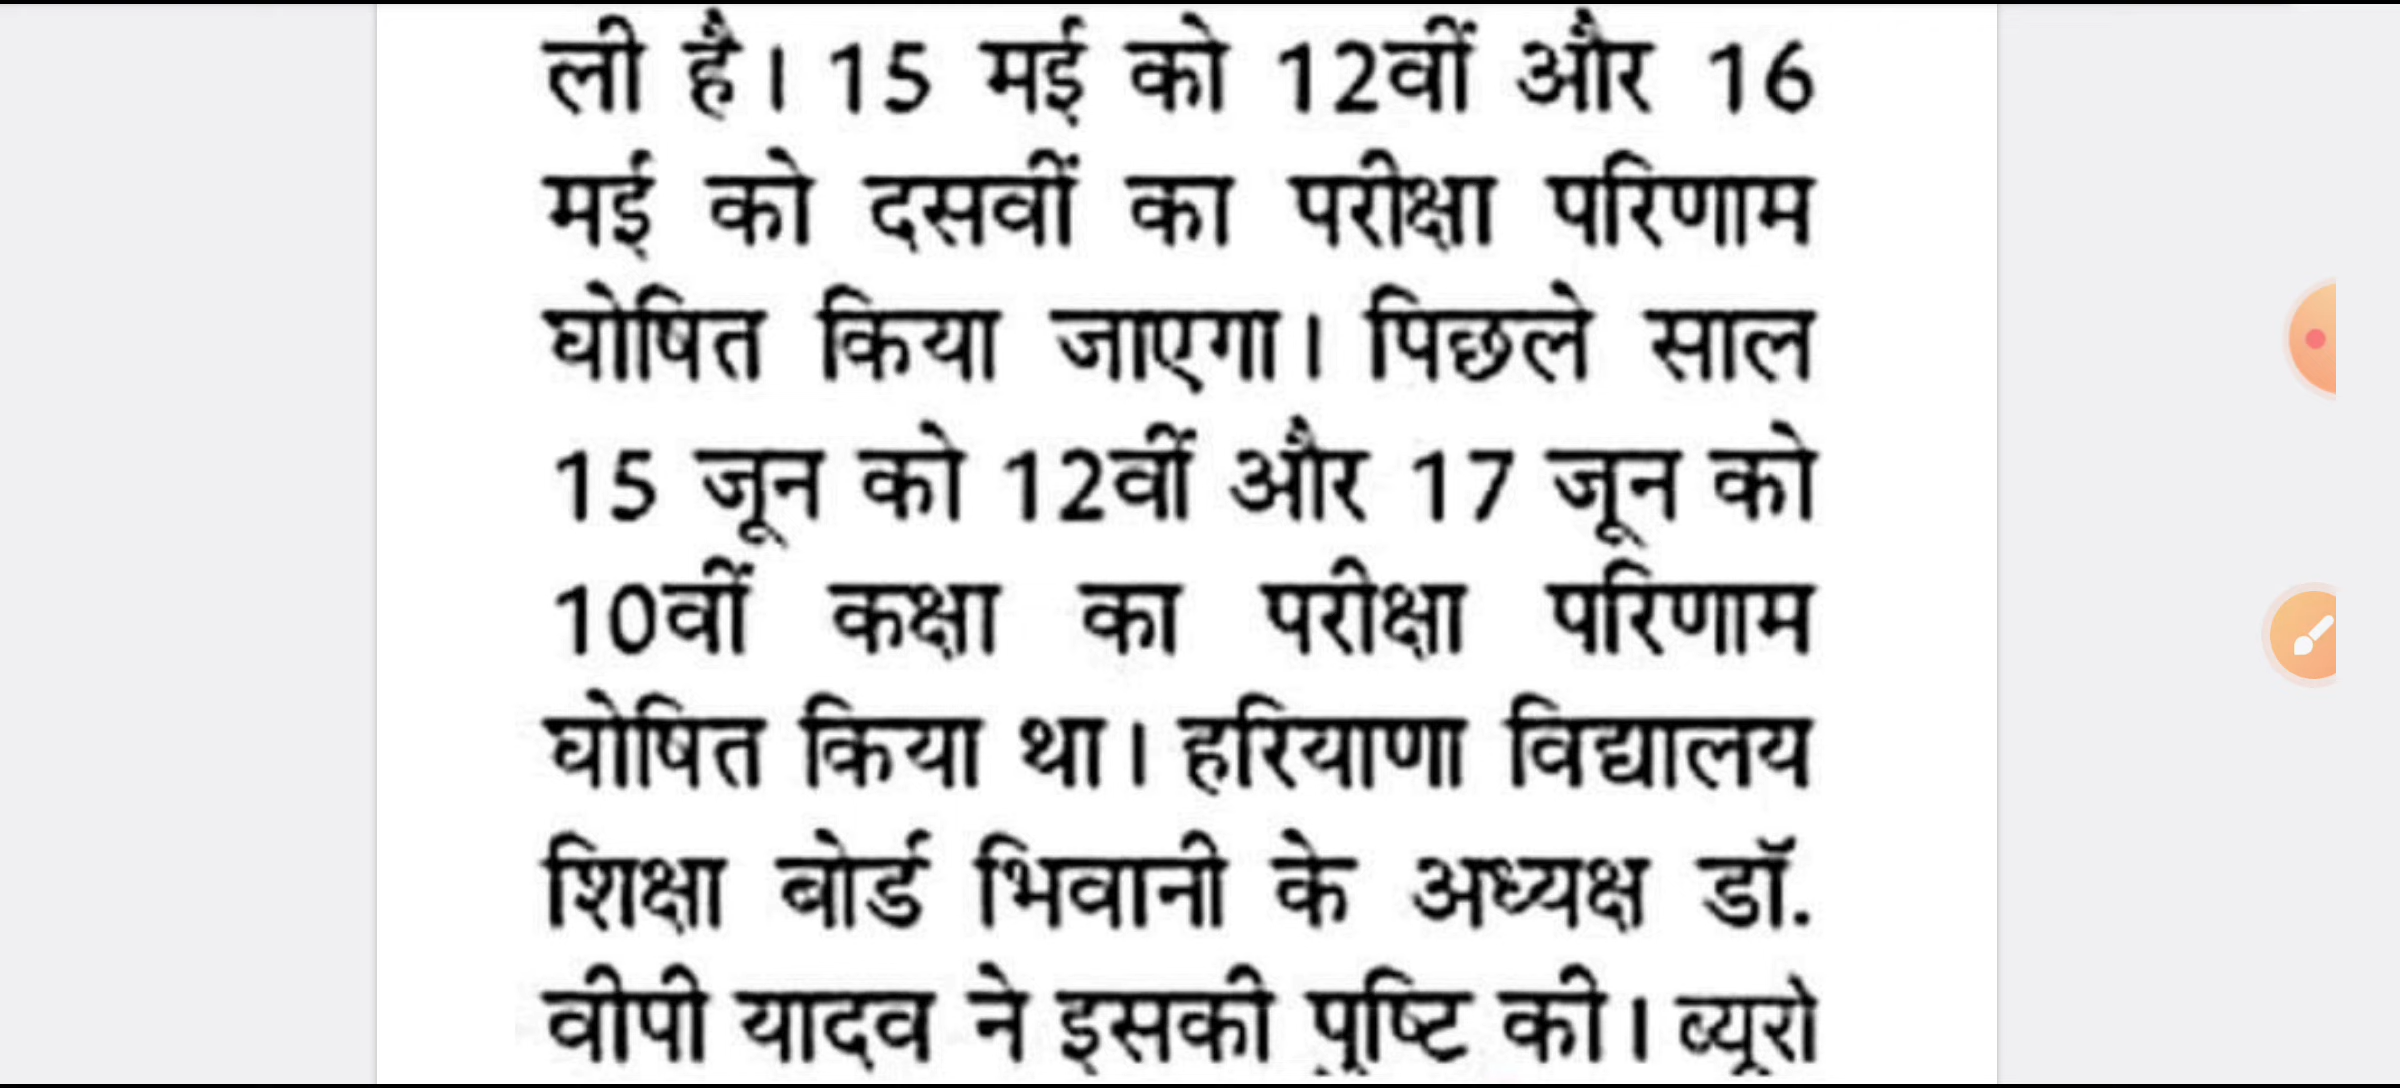 ली है। 15 मई को 12वीं और 16
मई को दसवीं का परीक्षा परिणाम
घोषित किया जाएगा। पिछले साल
15 जून को 12वीं और 17 जून को
10वीं कक्षा का परीक्षा परिणाम
घोषित किया था। हरियाणा विद्यालय
शिक्षा बोर्ड भिवानी के अध्यक्ष डॉ.
वीपी यादव ने इसकी पुष्टि की। ब्यूरो